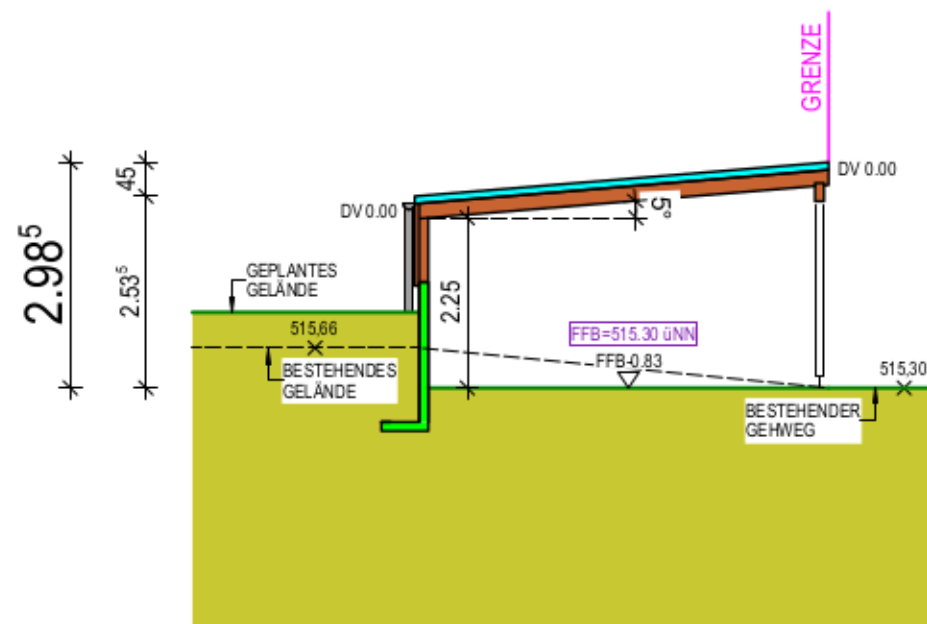 GRENZE
DV 0.00
45
DV 0.00
5°
2.98⁵
2.53⁵
GEPLANTES
GELÄNDE
2.25
515,66
FFB=515.30 üNN
FFB-0.83
515,30
BESTEHENDES
GELÄNDE
BESTEHENDER
GEHWEG